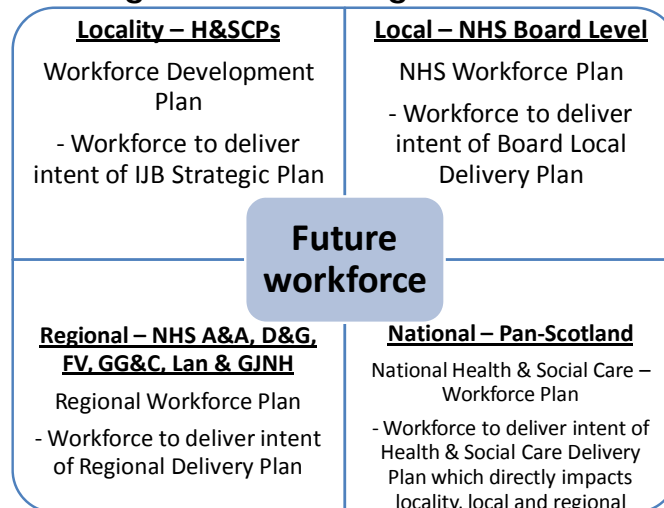 Locality – H&SCPs
Workforce Development
Plan
- Workforce to deliver
intent of IJB Strategic Plan
Local – NHS Board Level
NHS Workforce Plan
- Workforce to deliver
intent of Board Local
Delivery Plan
Future
workforce
Regional – NHS A&A, D&G,
FV, GG&C, Lan & GJNH
Regional Workforce Plan
- Workforce to deliver intent
of Regional Delivery Plan
National – Pan-Scotland
National Health & Social Care –
Workforce Plan
- Workforce to deliver intent of
Health & Social Care Delivery
Plan which directly impacts
locality, local and regional